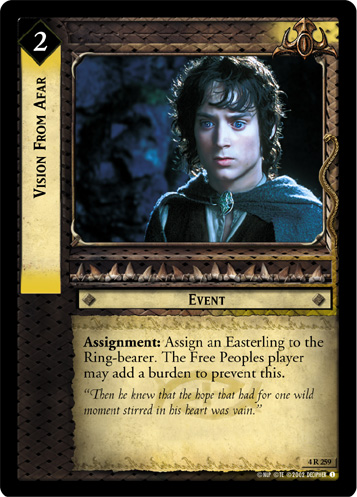 2
VISION FROM AFAR
EVENT
Assignment: Assign an Easterling to the
Ring-bearer. The Free Peoples player
may add a burden to prevent this.
“Then he knew that the hope that had for one wild
moment stirred in his heart was vain.”
4 R 259